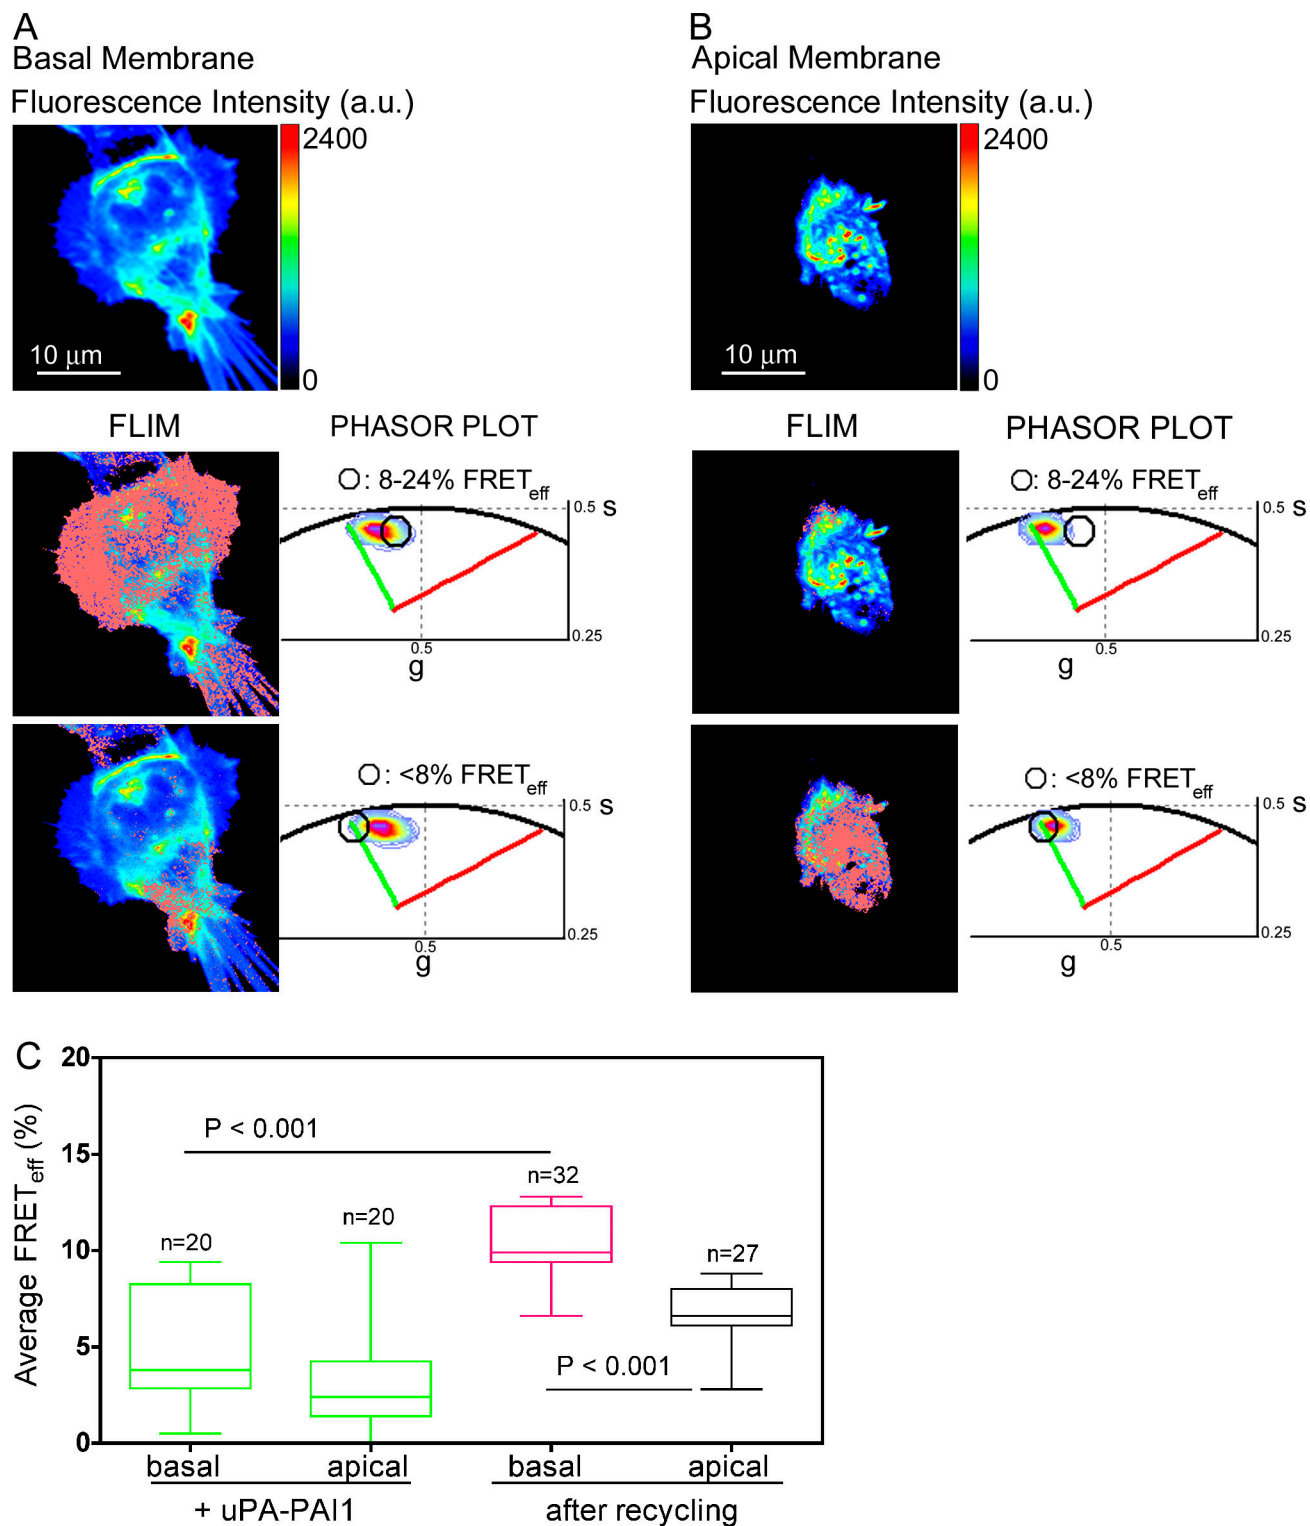 A
Basal Membrane
Fluorescence Intensity (a.u.)
2400
10 µm
0
FLIM
PHASOR PLOT
: 8-24% FRETeff
0.5 S
0.25
0.5
g
: <8% FRETeff
0.5 S
0.25
0.5
g
B
Apical Membrane
Fluorescence Intensity (a.u.)
2400
10 µm
0
FLIM
PHASOR PLOT
: 8-24% FRETeff
0.5 S
0.25
0.5
g
: <8% FRETeff
0.5 S
0.25
0.5
g
C
Average FRETeff (%)
20
15
10
5
0
P < 0.001
n=20
n=20
n=32
n=27
P < 0.001
basal
apical
basal
apical
+ uPA-PAI1
after recycling